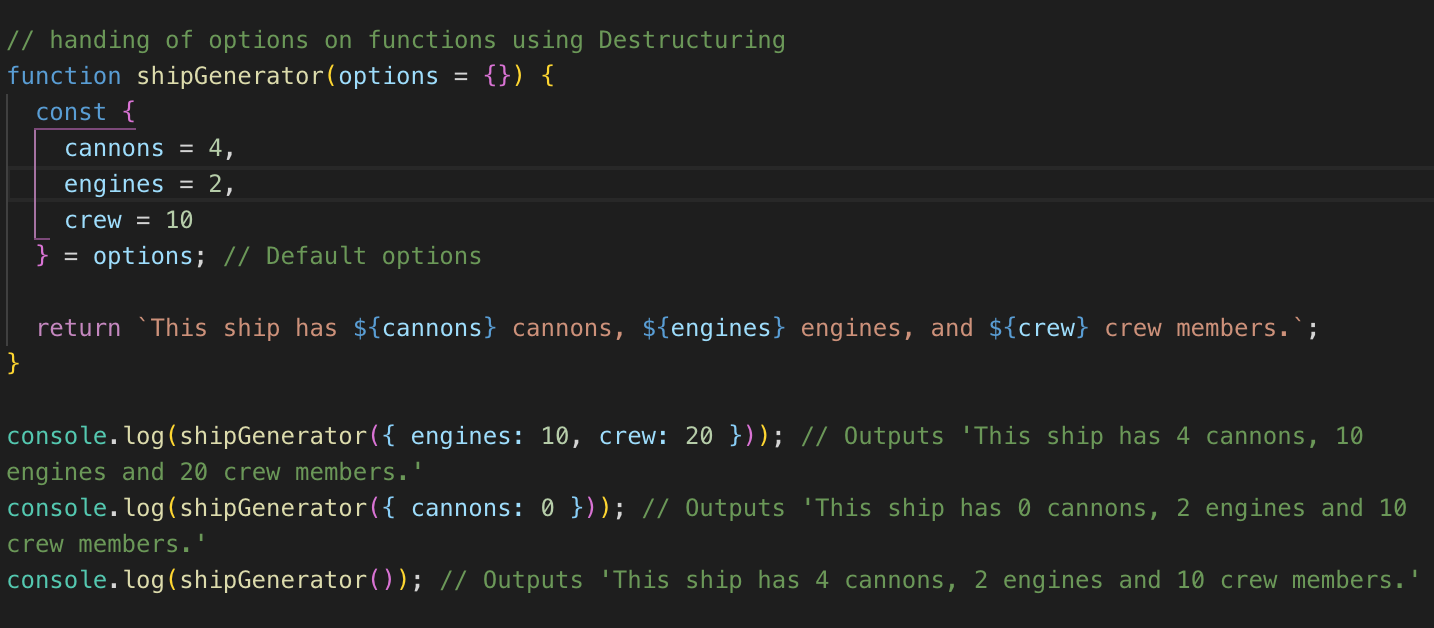 // handing of options on functions using Destructuring
function shipGenerator(options = {}) {
  const {
    cannons = 4,
    engines = 2,
    crew = 10
  } = options; // Default options

  return `This ship has ${cannons} cannons, ${engines} engines, and ${crew} crew members.`;
}

console.log(shipGenerator({ engines: 10, crew: 20 })); // Outputs 'This ship has 4 cannons, 10
engines and 20 crew members.'
console.log(shipGenerator({ cannons: 0 })); // Outputs 'This ship has 0 cannons, 2 engines and 10
crew members.'
console.log(shipGenerator()); // Outputs 'This ship has 4 cannons, 2 engines and 10 crew members.'